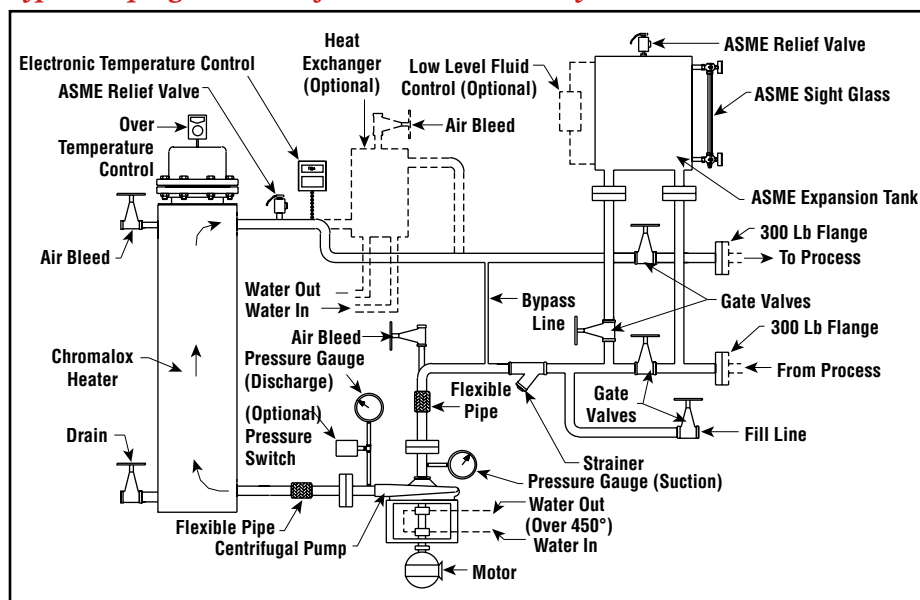 Heat
Exchanger
(Optional)
ASME Relief Valve
Electronic Temperature Control
ASME Relief Valve
Low Level Fluid
Control (Optional)
Over
Temperature
Control
Air Bleed
ASME Sight Glass
ASME Expansion Tank
Air Bleed
300 Lb Flange
To Process
Water Out
Water In
Bypass
Line
Gate Valves
Air Bleed
300 Lb Flange
Pressure Gauge
(Discharge)
Chromalox
Heater
From Process
Flexible
Pipe
Gate
Valves
(Optional)
Pressure
Switch
Drain
Fill Line
Strainer
Pressure Gauge (Suction)
Flexible Pipe
Centrifugal Pump
Water Out
(Over 450°)
Water In
Motor